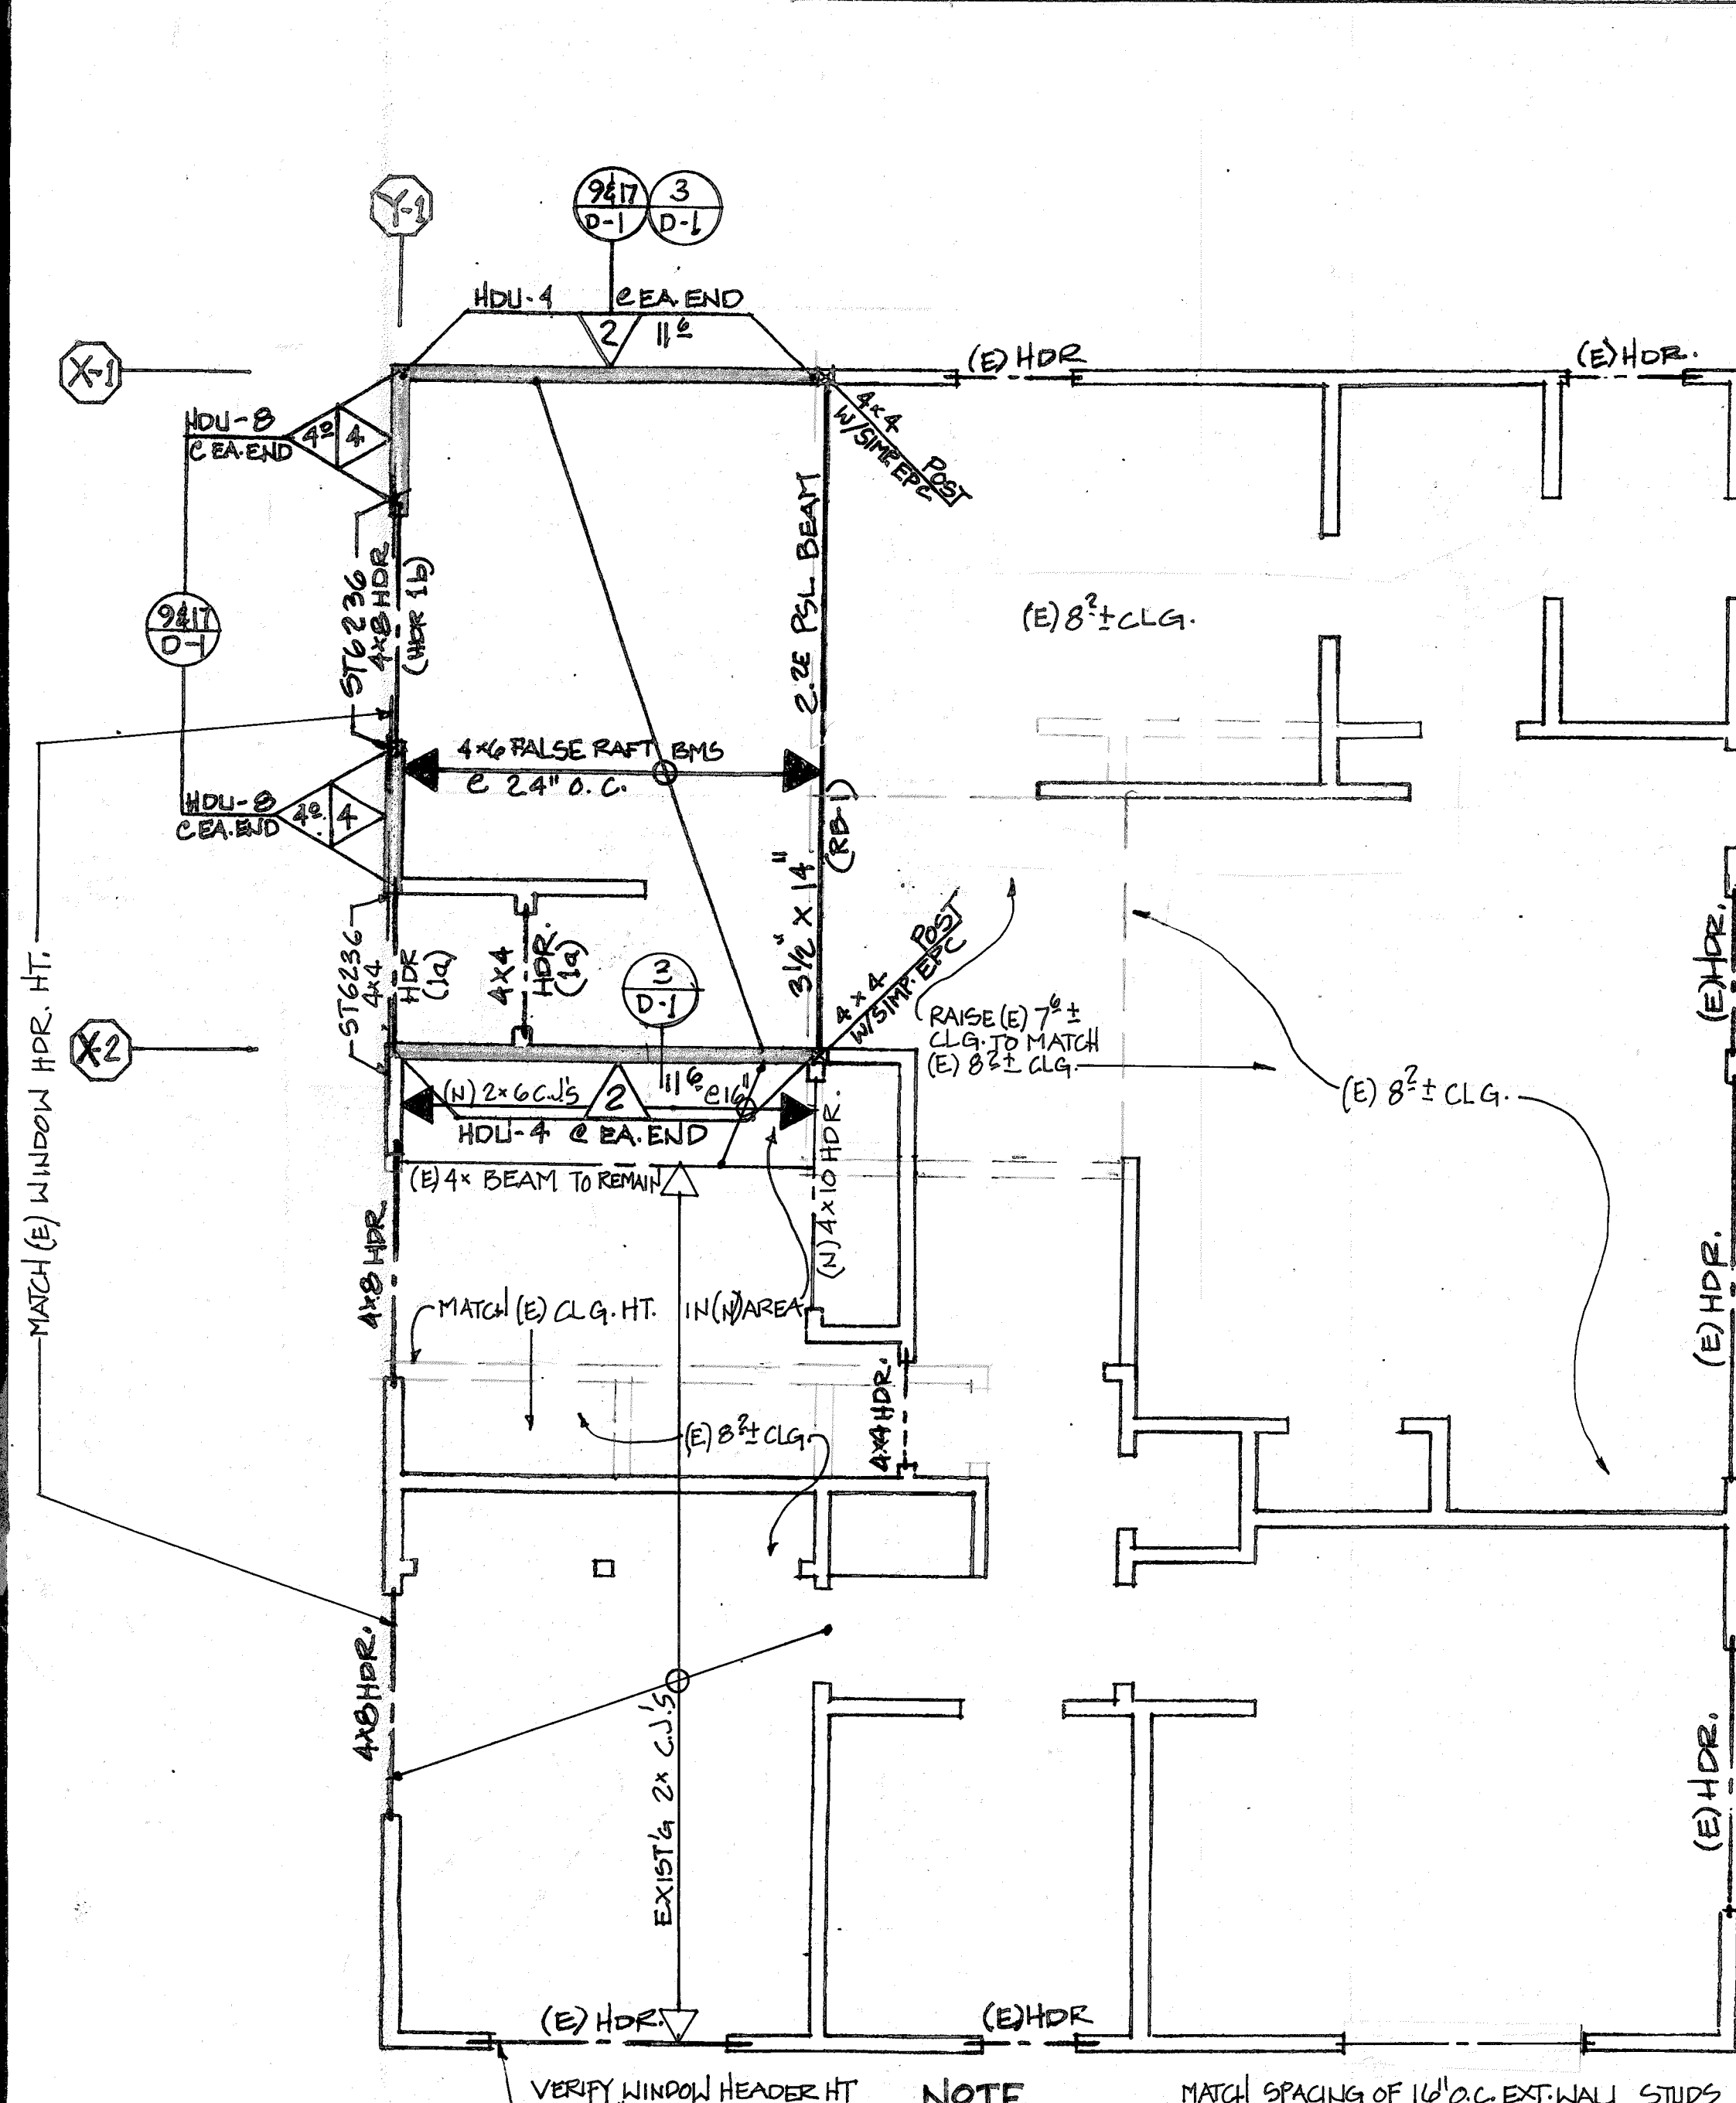 9&17
D-1
3
D-1
Y-1
HDU-4
@ EA. END
2
11⁶
X-1
(E) HDR
(E) HDR.
HDU-8
@ EA. END
4⁰
4
4x4
POST
W/SIMP. EPC
ST6236
4x8 HDR
(HDR 1b)
2.2E PSL BEAM
9&17
D-1
(E) 8²± CLG.
4x6 FALSE RAFT BMS
@ 24" O.C.
HDU-8
@ EA. END
4⁰
4
(RB-1)
3½" x 14"
MATCH (E) WINDOW HDR. HT.
ST6236
4x4
HDR
(1a)
4x4
HDR.
(1a)
D-1
4x4
POST
W/SIMP. EPC
(E) HDR.
RAISE (E) 7⁶±
CLG. TO MATCH
(E) 8²± CLG.
X-2
(N) 2x6 C.J.'S
2
11⁶
@16"
HDU-4 @ EA. END
(E) 8²± CLG.
(E) 4x BEAM TO REMAIN
(N) 4x10 HDR.
4x8 HDR
(E) HDR.
MATCH (E) CLG. HT. IN (N) AREA
4x4 HDR.
(E) 8²± CLG.
4x8 HDR.
EXIST'G 2x C.J.'S
(E) HDR.
(E) HDR.
(E) HDR
VERIFY WINDOW HEADER HT
NOTE
MATCH SPACING OF 16" O.C. EXT. WALL STUDS